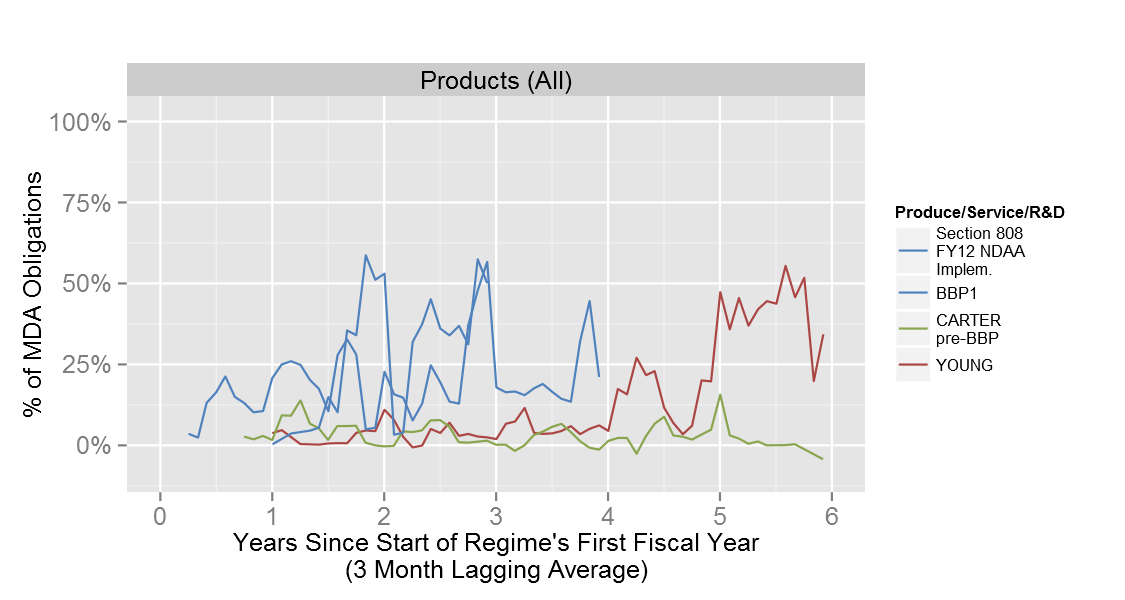 Products (All)
100%
75%
50%
25%
0%
% of MDA Obligations
0 1 2 3 4 5 6
Years Since Start of Regime's First Fiscal Year
(3 Month Lagging Average)
Produce/Service/R&D
Section 808
FY12 NDAA
Implem.
BBP1
CARTER
pre-BBP
YOUNG